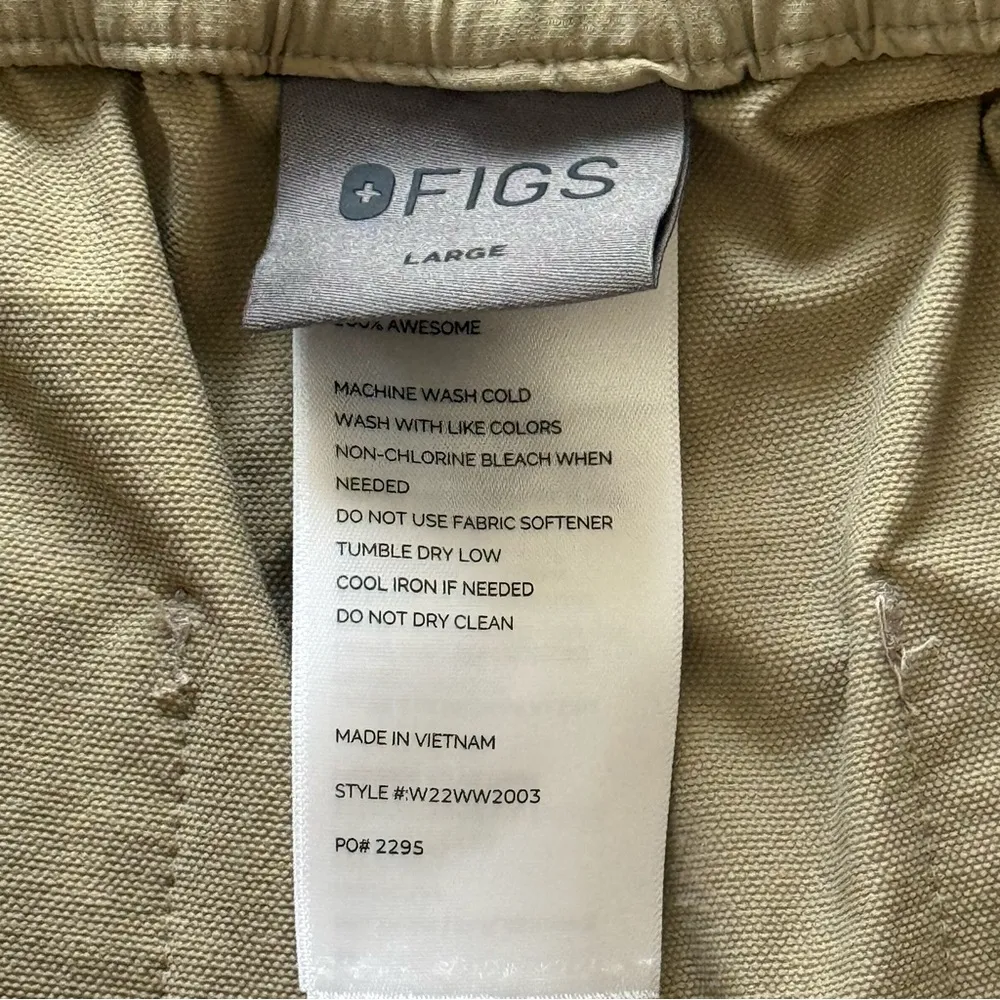 FIGS
LARGE
100% AWESOME
MACHINE WASH COLD
WASH WITH LIKE COLORS
NON-CHLORINE BLEACH WHEN
NEEDED
DO NOT USE FABRIC SOFTENER
TUMBLE DRY LOW
COOL IRON IF NEEDED
DO NOT DRY CLEAN
MADE IN VIETNAM
STYLE #:W22WW2003
PO# 2295